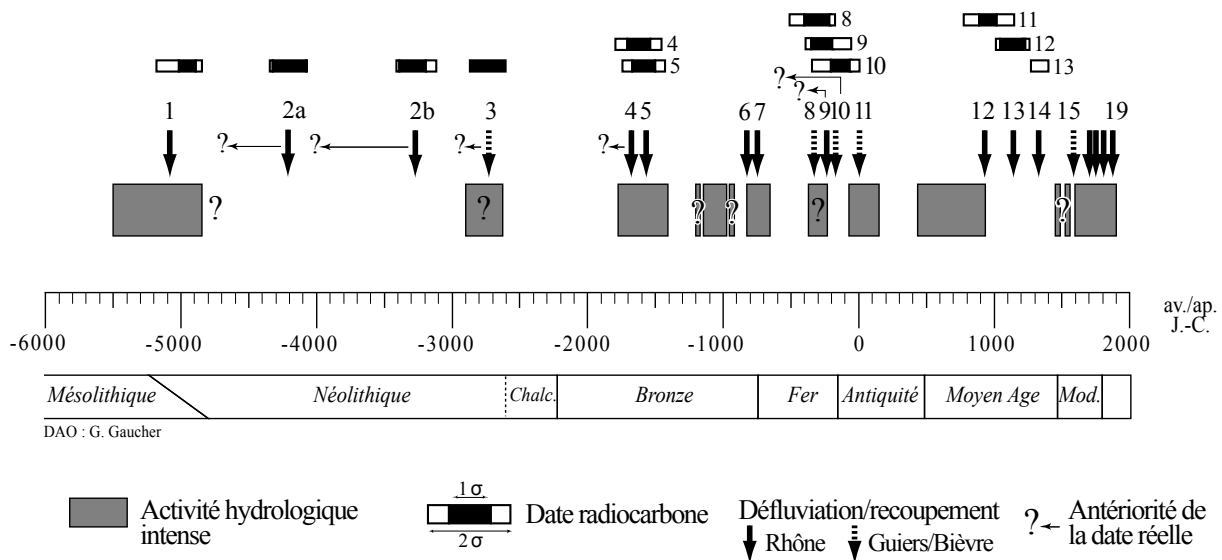 8
11
4
9
12
5
10
13
?
?
1
2a
2b
3
4
5
6
7
8
9
10
11
12
13
14
15
19
?
?
?
?
?
?
?
?
?
?
-6000
-5000
-4000
-3000
-2000
-1000
0
1000
2000
av./ap.
J.-C.
Mésolithique
Néolithique
Chalc.
Bronze
Fer
Antiquité
Moyen Age
Mod.
DAO : G. Gaucher
Activité hydrologique
intense
1 σ
2 σ
Date radiocarbone
Défluviation/recoupement
Rhône
Guiers/Bièvre
?
Antériorité de
la date réelle